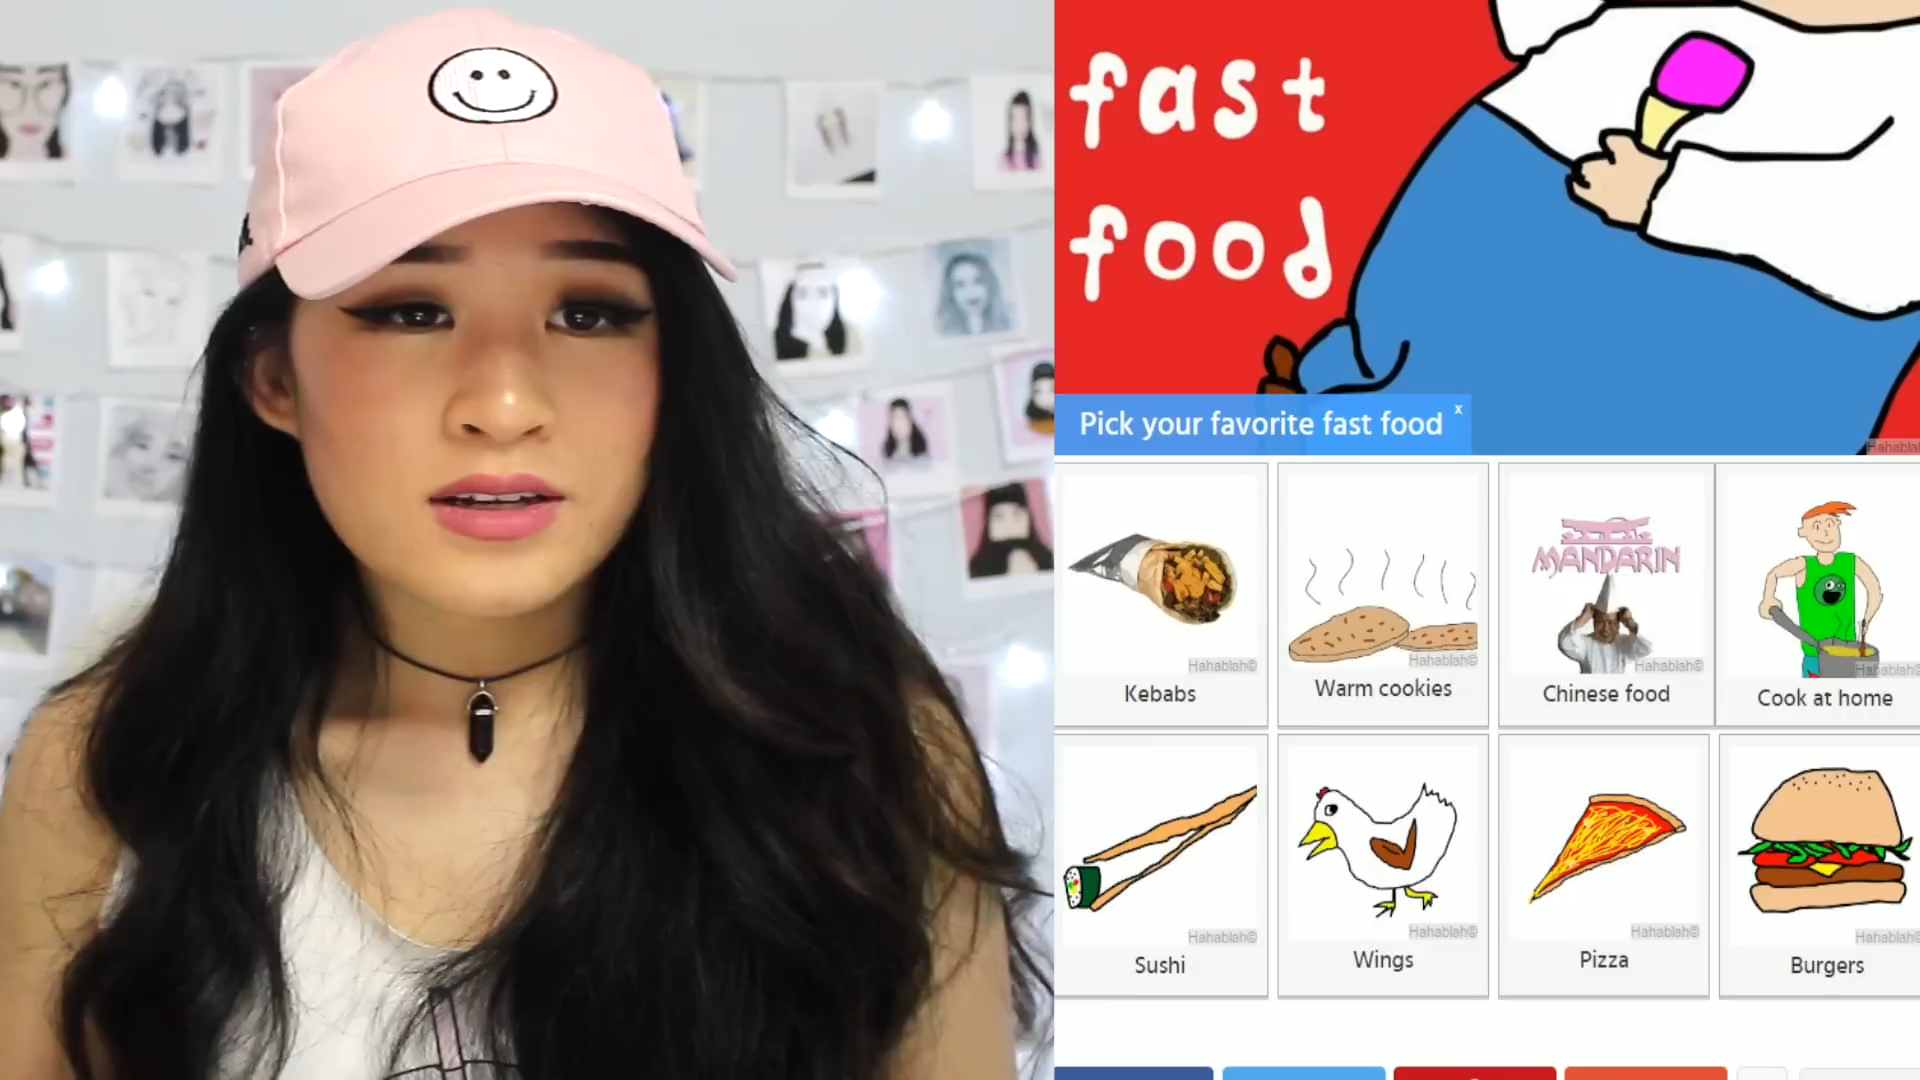 fast
food
Pick your favorite fast food x
Hahablah
MANDARIN
Hahablah©
Hahablah©
Hahablah©
Hahablah©
Kebabs
Warm cookies
Chinese food
Cook at home
Hahablah©
Hahablah©
Hahablah©
Hahablah©
Sushi
Wings
Pizza
Burgers